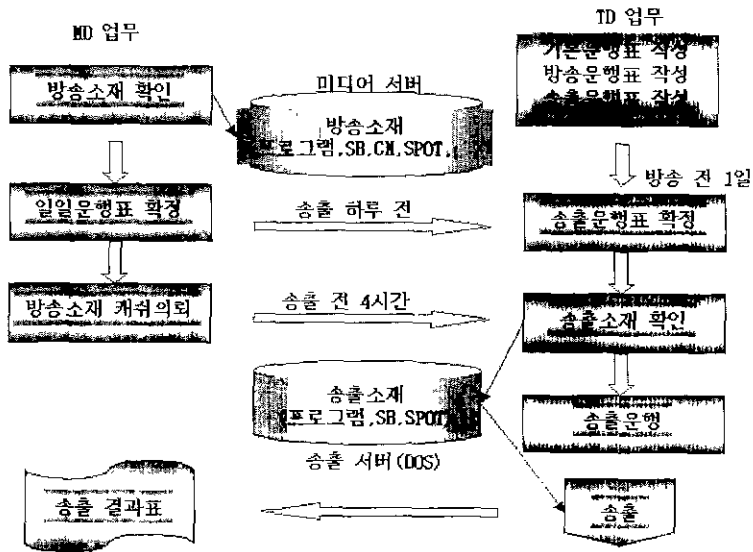 MD 업무
TD 업무
기본운행표 작성
방송운행표 작성
송출운행표 작성
방송소재 확인
미디어 서버
방송소재
프로그램,SB,CM,SPOT,
방송 전 1일
일일운행표 확정
송출 하루 전
송출운행표 확정
방송소재 캐쉬의뢰
송출 전 4시간
송출소재 확인
송출소재
(프로그램,SB,SPOT)
송출운행
송출 서버(DOS)
송출 결과표
송출